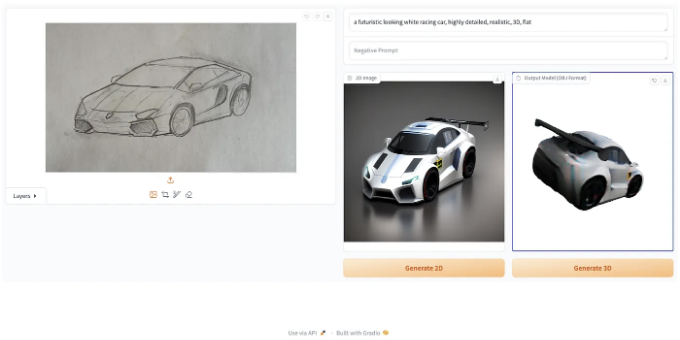 a futuristic looking white racing car, highly detailed, realistic, 3D, flat
Negative Prompt
2D Image
Output Model (OBJ Format)
Layers
Generate 2D
Generate 3D
Use via API · Built with Gradio